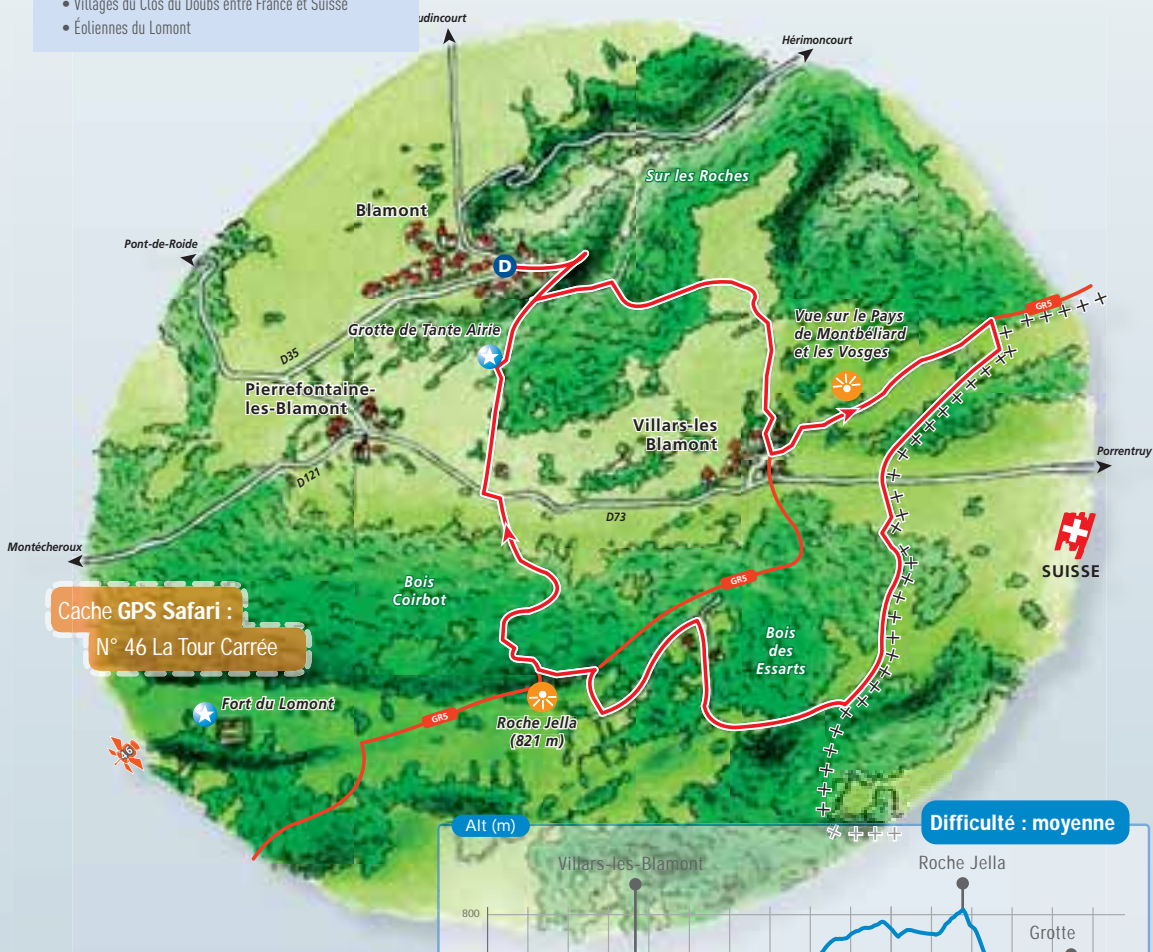 • Villages du Clos du Doubs entre France et Suisse
• Éoliennes du Lomont
Hérimoncourt
Sur les Roches
Blamont
Pont-de-Roide
D
Grotte de Tante Airie
Vue sur le Pays
de Montbéliard
et les Vosges
GR5
D35
Pierrefontaine-
les-Blamont
Villars-les
Blamont
Porrentruy
D121
D73
Montécheroux
SUISSE
Bois
Coirbot
GR5
Cache GPS Safari :
N° 46 La Tour Carrée
Bois
des
Essarts
Fort du Lomont
GR5
Roche Jella
(821 m)
46
Alt (m)
Difficulté : moyenne
Villars-les-Blamont
Roche Jella
800
Grotte